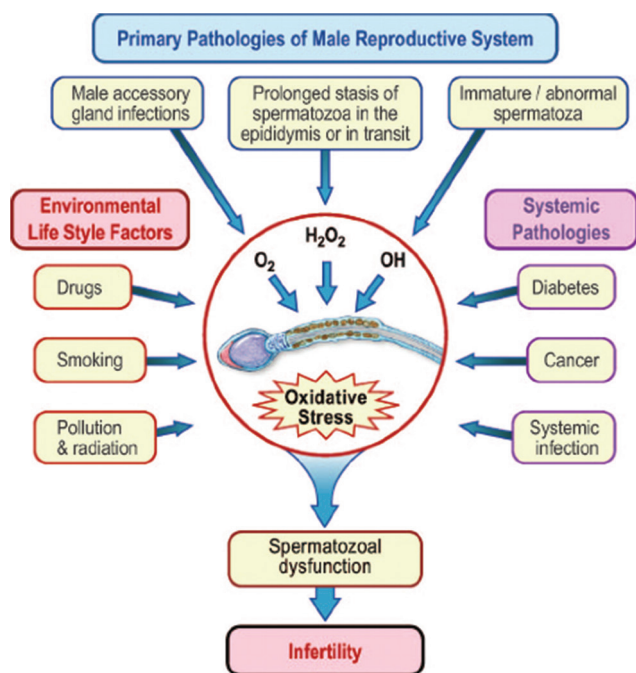 Primary Pathologies of Male Reproductive System
Male accessory
gland infections
Prolonged stasis of
spermatozoa in the
epididymis or in transit
Immature / abnormal
spermatoza
Environmental
Life Style Factors
Drugs
Smoking
Pollution
& radiation
O2
H2O2
OH
Oxidative
Stress
Systemic
Pathologies
Diabetes
Cancer
Systemic
infection
Spermatozoal
dysfunction
Infertility